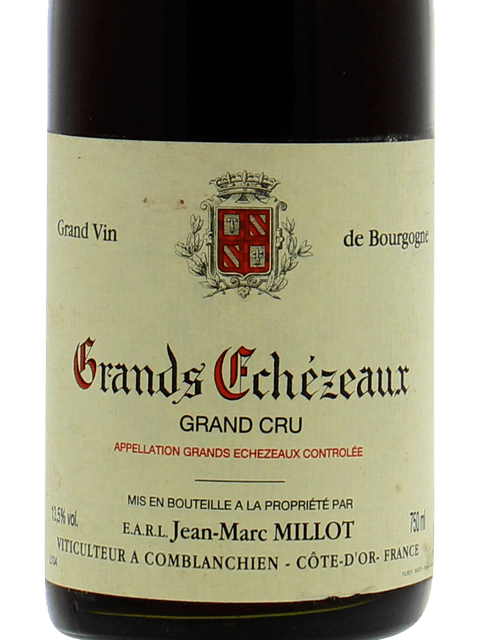 Grand Vin de Bourgogne
Grands Echézeaux
GRAND CRU
APPELLATION GRANDS ECHEZEAUX CONTROLÉE
MIS EN BOUTEILLE A LA PROPRIÉTÉ PAR
13,5% vol. E.A.R.L. Jean-Marc MILLOT 750 ml
VITICULTEUR A COMBLANCHIEN - CÔTE-D'OR- FRANCE